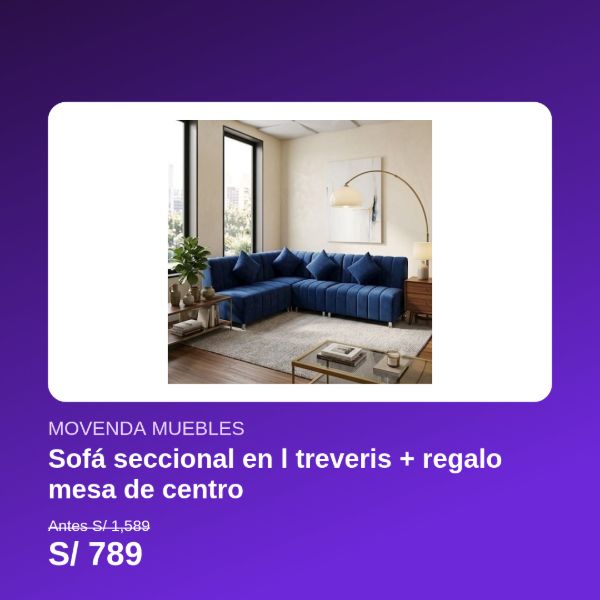 MOVENDA MUEBLES
Sofá seccional en l treveris + regalo
mesa de centro
Antes S/ 1,589
S/ 789